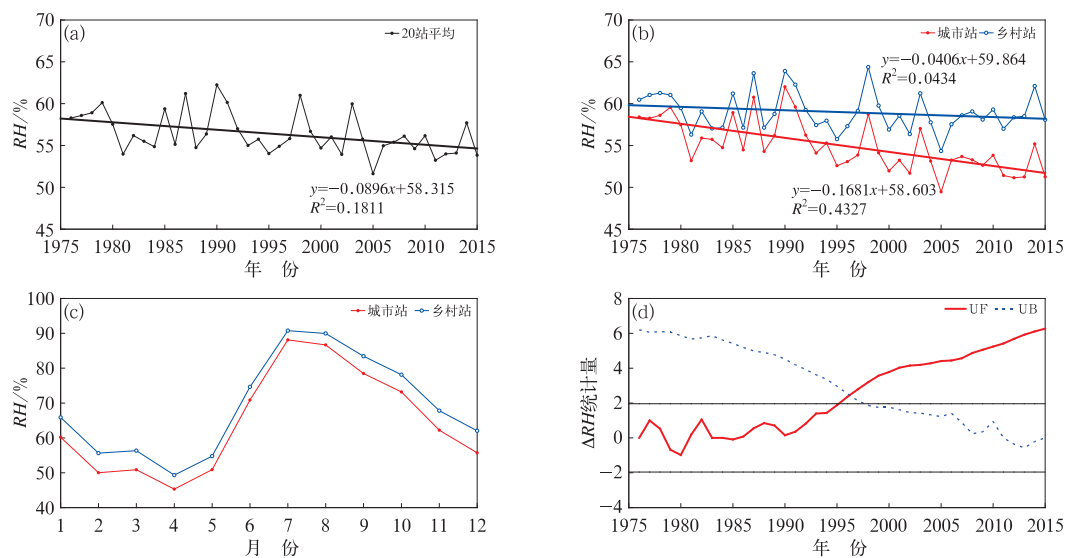 (a)
20站平均
RH/%
70
65
60
55
50
45
y=-0.0896x+58.315
R²=0.1811
1975 1980 1985 1990 1995 2000 2005 2010 2015
年 份
(b)
城市站 乡村站
RH/%
70
65
60
55
50
45
y=-0.0406x+59.864
R²=0.0434
y=-0.1681x+58.603
R²=0.4327
1975 1980 1985 1990 1995 2000 2005 2010 2015
年 份
(c)
城市站 乡村站
RH/%
100
90
80
70
60
50
40
1 2 3 4 5 6 7 8 9 10 11 12
月 份
(d)
UF UB
ΔRH统计量
8
6
4
2
0
−2
−4
1975 1980 1985 1990 1995 2000 2005 2010 2015
年 份